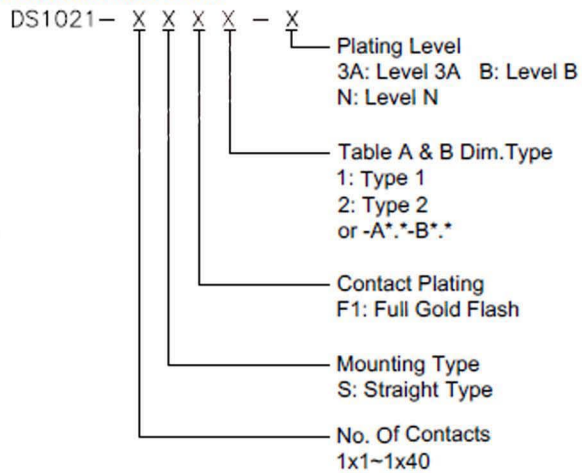 DS1021- X X X X - X
Plating Level
3A: Level 3A B: Level B
N: Level N
Table A & B Dim.Type
1: Type 1
2: Type 2
or -A*.*-B*.*
Contact Plating
F1: Full Gold Flash
Mounting Type
S: Straight Type
No. Of Contacts
1x1~1x40